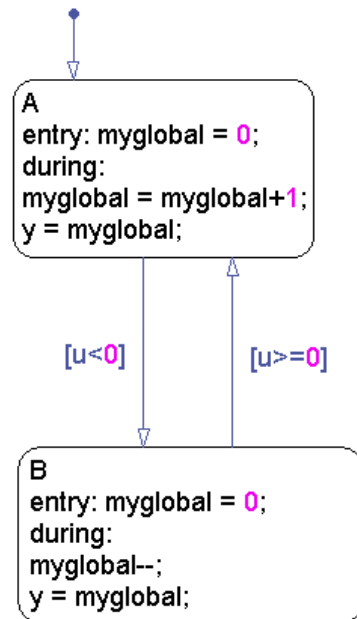 A
entry: myglobal = 0;
during:
myglobal = myglobal+1;
y = myglobal;
[u<0]
[u>=0]
B
entry: myglobal = 0;
during:
myglobal--;
y = myglobal;